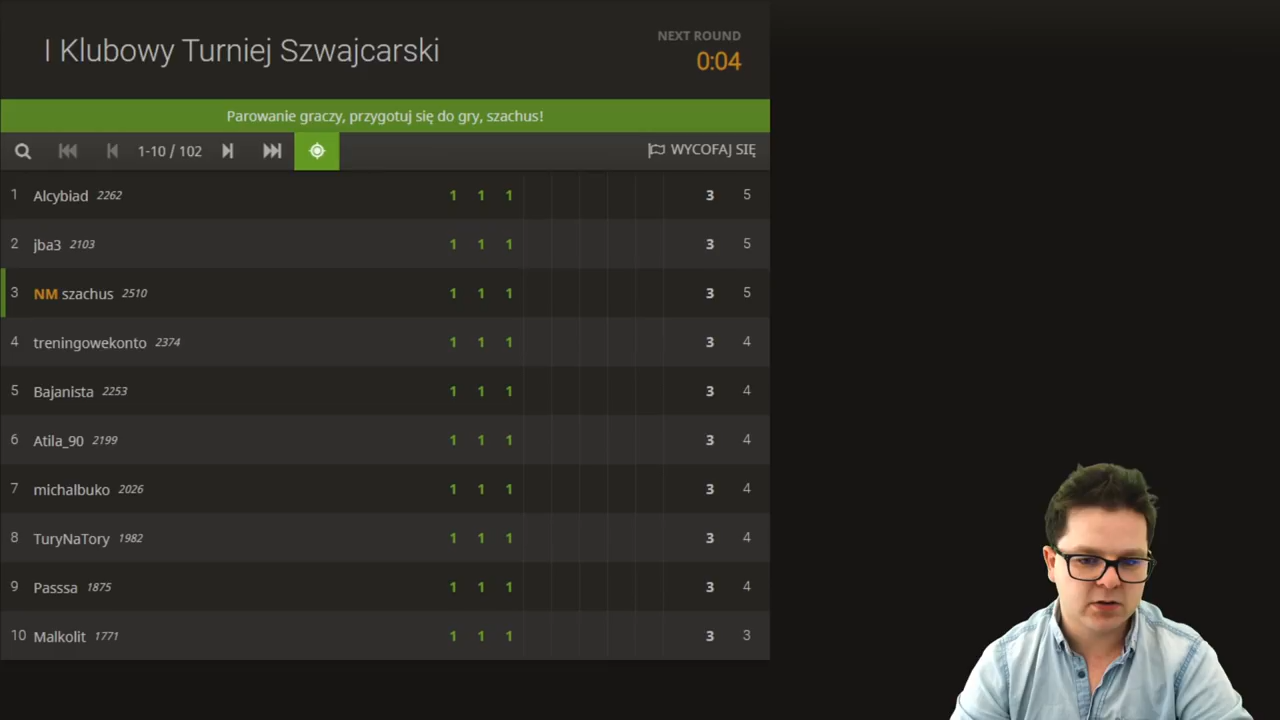 I Klubowy Turniej Szwajcarski
NEXT ROUND
0:04
Parowanie graczy, przygotuj się do gry, szachus!
1-10 / 102
WYCOFAJ SIĘ
1 Alcybiad 2262 1 1 1 3 5
2 jba3 2103 1 1 1 3 5
3 NM szachus 2510 1 1 1 3 5
4 treningowekonto 2374 1 1 1 3 4
5 Bajanista 2253 1 1 1 3 4
6 Atila_90 2199 1 1 1 3 4
7 michalbuko 2026 1 1 1 3 4
8 TuryNaTory 1982 1 1 1 3 4
9 Passsa 1875 1 1 1 3 4
10 Malkolit 1771 1 1 1 3 3